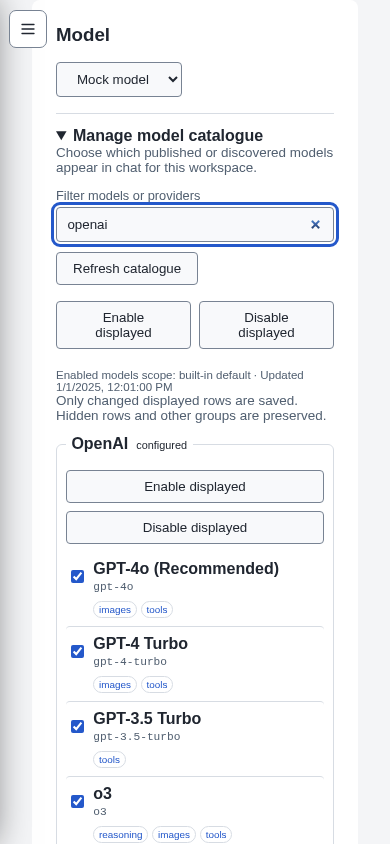 Model
Mock model
Manage model catalogue
Choose which published or discovered models
appear in chat for this workspace.
Filter models or providers
openai
Refresh catalogue
Enable
displayed
Disable
displayed
Enabled models scope: built-in default · Updated
1/1/2025, 12:01:00 PM
Only changed displayed rows are saved.
Hidden rows and other groups are preserved.
OpenAI configured
Enable displayed
Disable displayed
GPT-4o (Recommended)
gpt-4o
images tools
GPT-4 Turbo
gpt-4-turbo
images tools
GPT-3.5 Turbo
gpt-3.5-turbo
tools
o3
o3
reasoning images tools